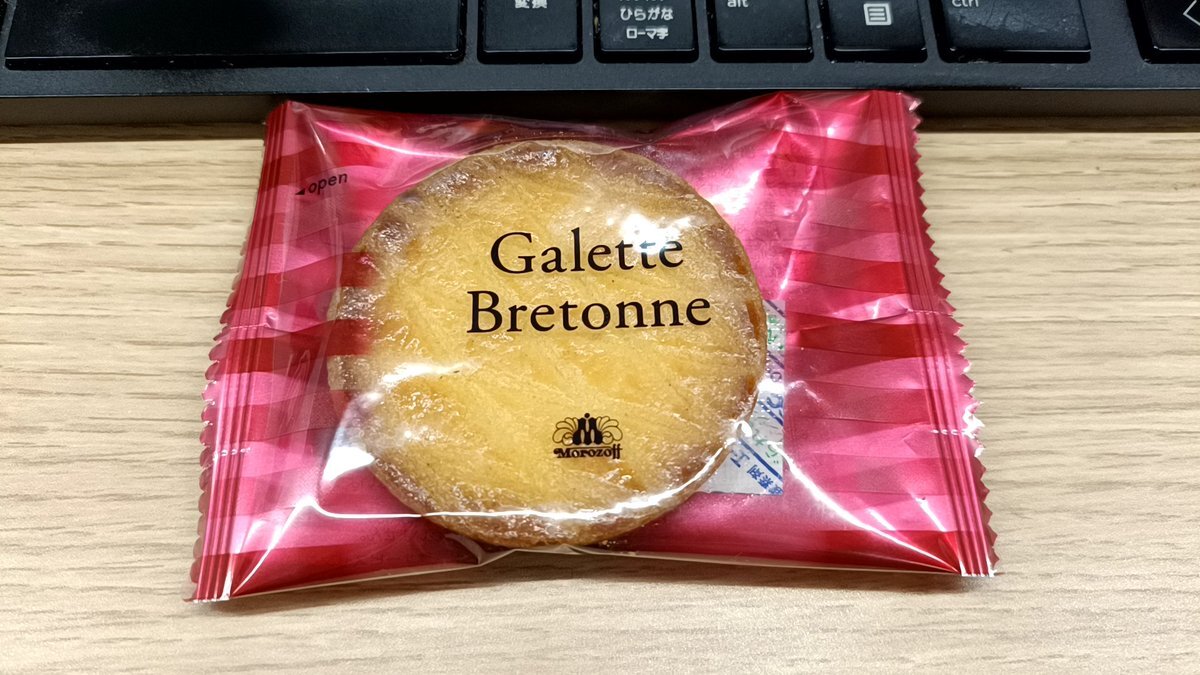 変換
ひらがな
ローマ字
alt
ctrl
open
Galette
Bretonne
Morozoff